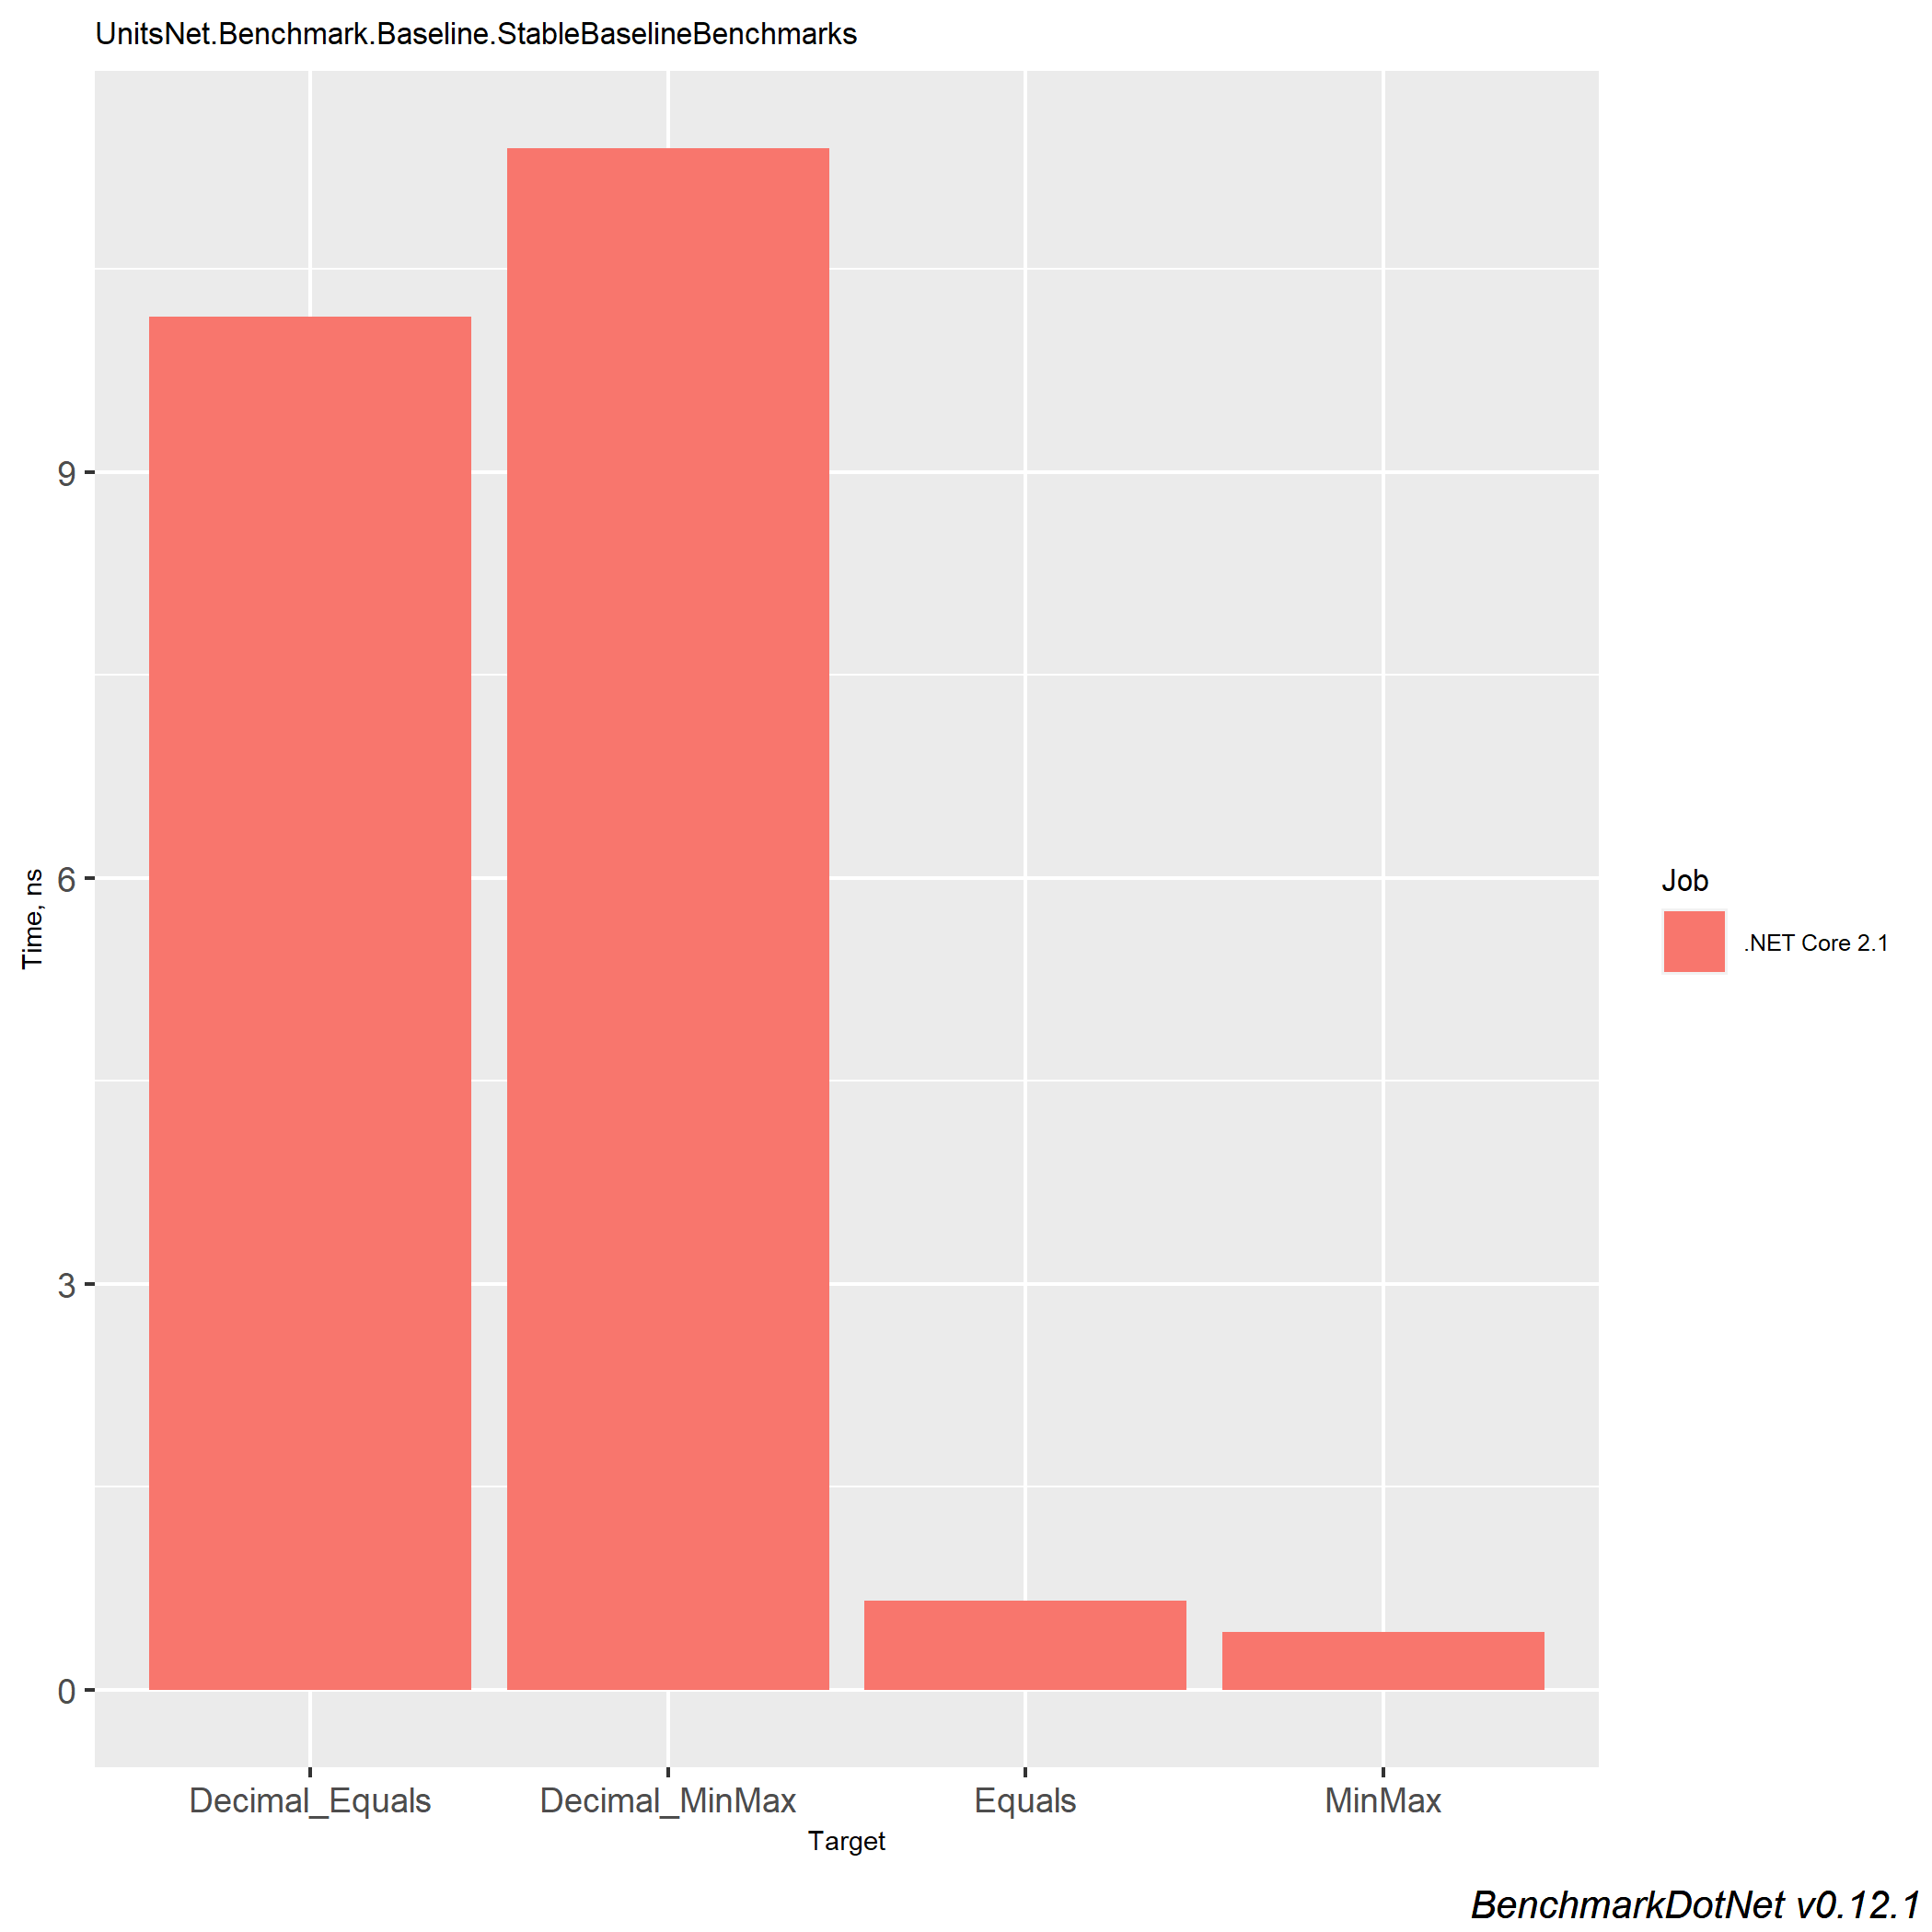 UnitsNet.Benchmark.Baseline.StableBaselineBenchmarks
9
6
3
0
Time, ns
Decimal_Equals Decimal_MinMax Equals MinMax
Target
Job
.NET Core 2.1
BenchmarkDotNet v0.12.1